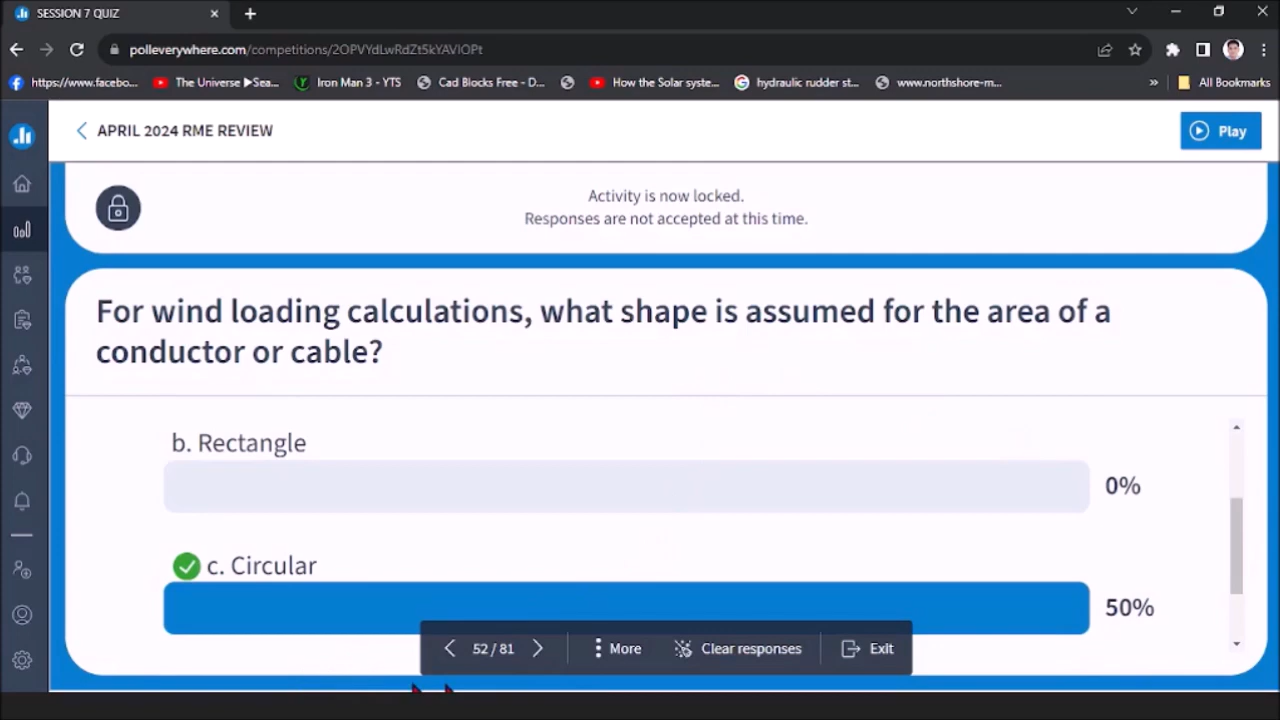 SESSION 7 QUIZ
polleverywhere.com/competitions/2OPVYdLwRdZt5kYAVIOPt
https://www.facebo...
The Universe ▶Sea...
Iron Man 3 - YTS
Cad Blocks Free - D...
How the Solar syste...
hydraulic rudder st...
www.northshore-m...
»
All Bookmarks
APRIL 2024 RME REVIEW
Play
Activity is now locked.
Responses are not accepted at this time.
For wind loading calculations, what shape is assumed for the area of a
conductor or cable?
b. Rectangle
0%
c. Circular
50%
52 / 81
More
Clear responses
Exit